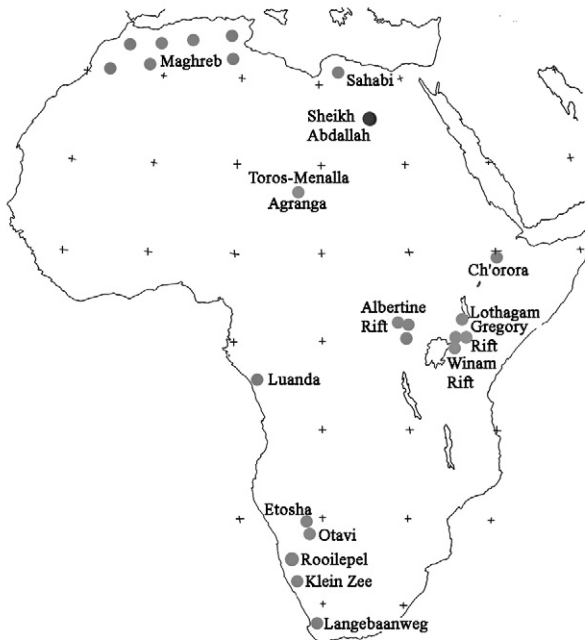 Maghreb
Sahabi
Sheikh
Abdallah
Toros-Menalla
Agranga
Ch'orora
Albertine
Rift
Lothagam
Gregory
Rift
Winam
Rift
Luanda
Etosha
Otavi
Rooilepel
Klein Zee
Langebaanweg